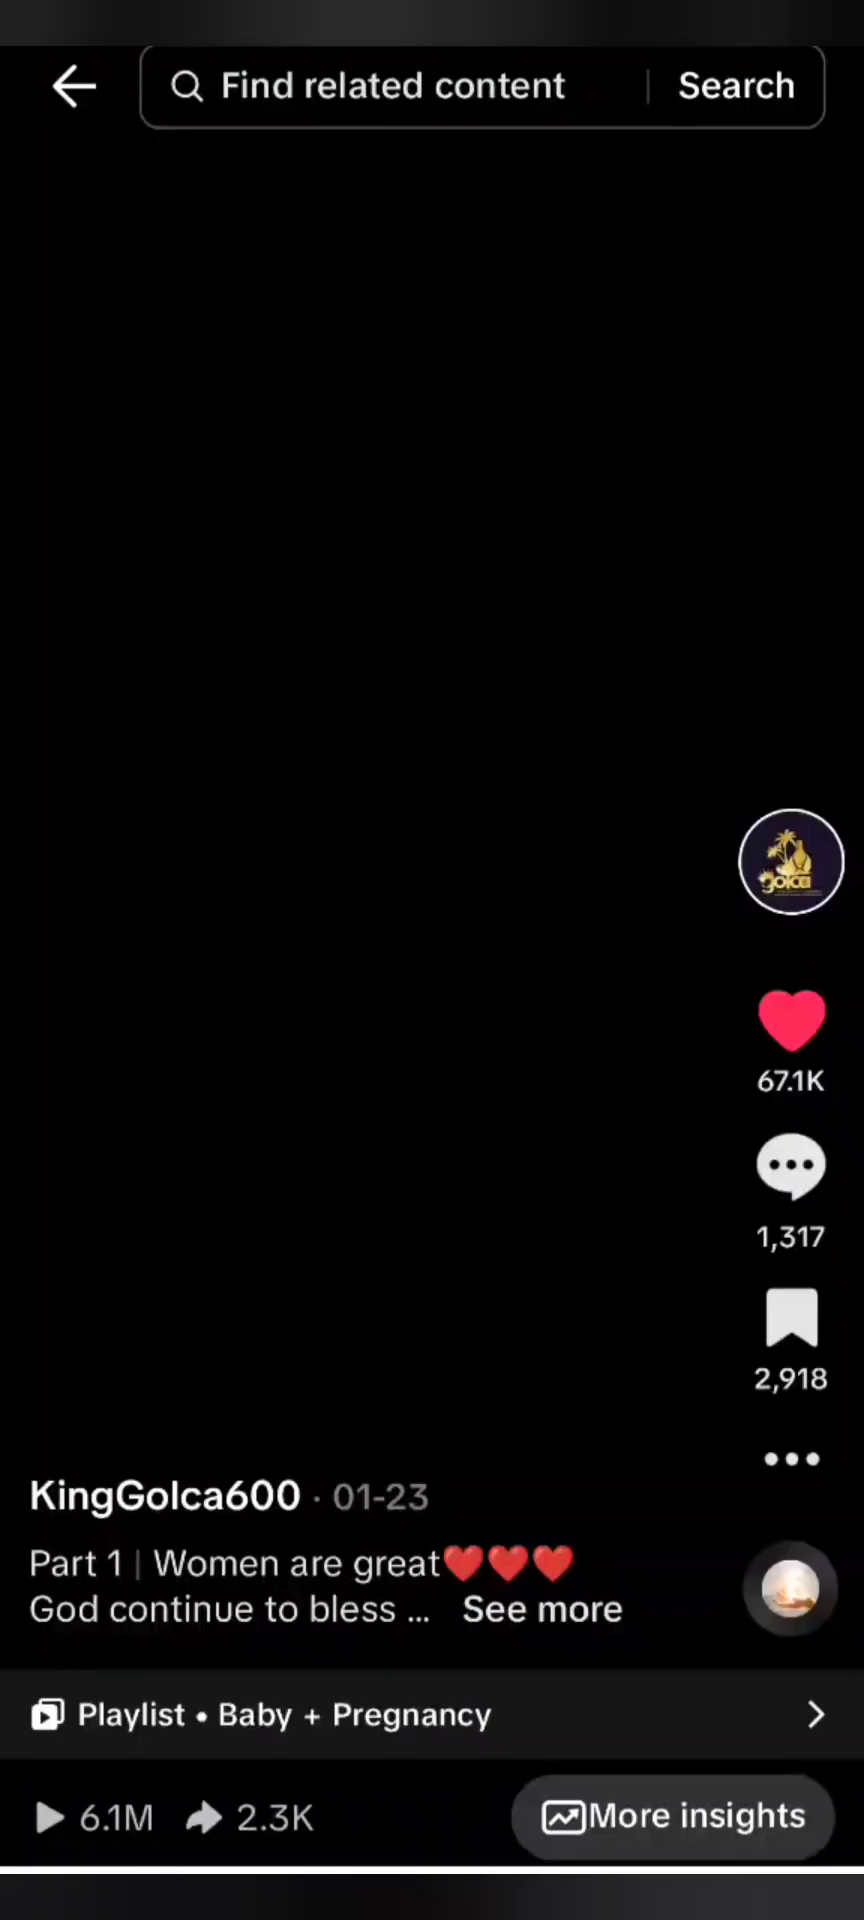 Find related content
Search
golca
67.1K
1,317
2,918
KingGolca600 · 01-23
Part 1 | Women are great❤️❤️❤️
God continue to bless ... See more
Playlist • Baby + Pregnancy
6.1M 2.3K
More insights